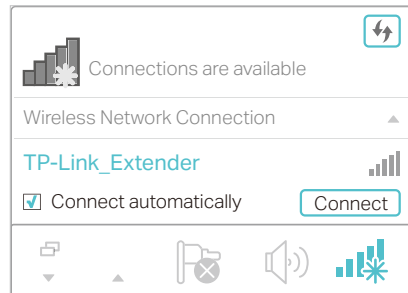 Connections are available
Wireless Network Connection
TP-Link_Extender
Connect automatically
Connect